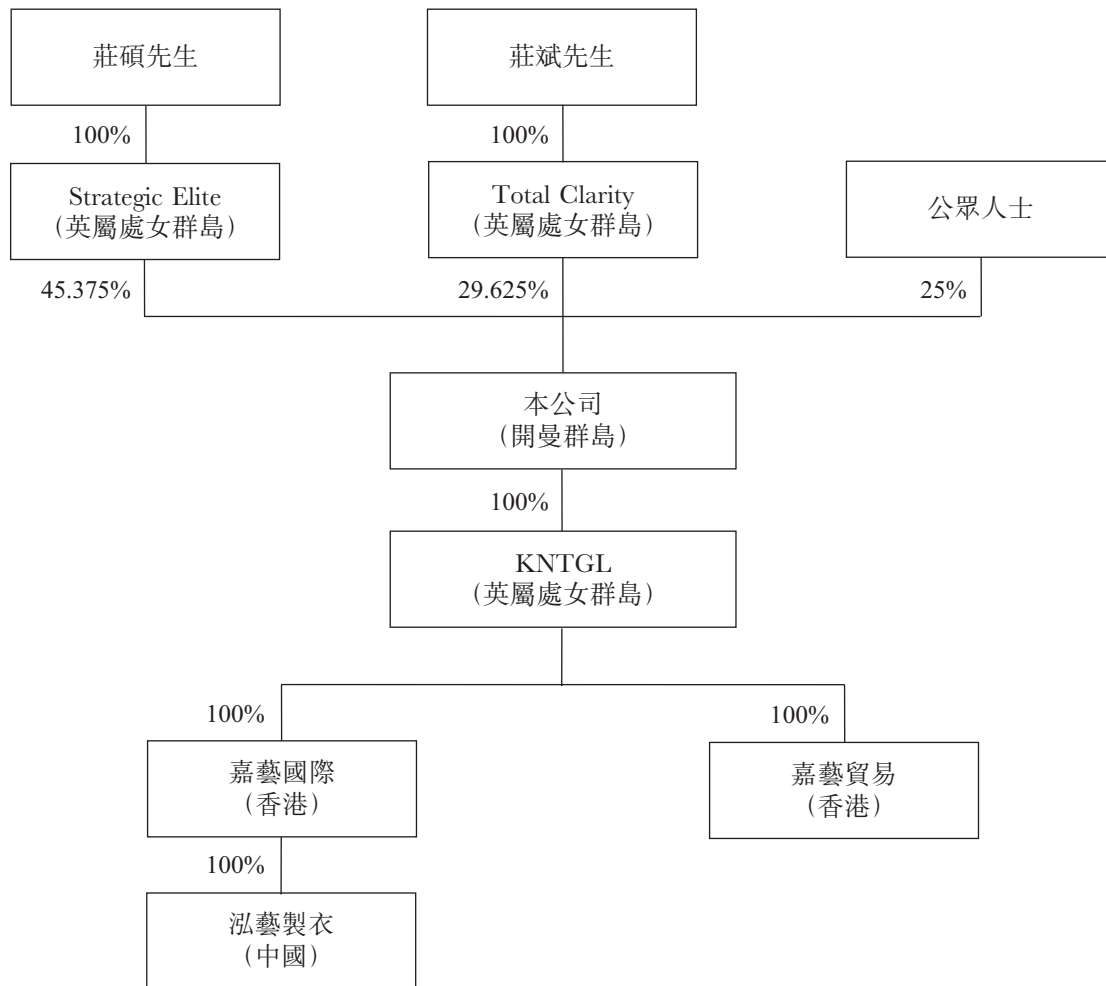 莊碩先生
莊斌先生
100%
100%
Strategic Elite
（英屬處女群島）
Total Clarity
（英屬處女群島）
公眾人士
45.375%
29.625%
25%
本公司
（開曼群島）
100%
KNTGL
（英屬處女群島）
100%
100%
嘉藝國際
（香港）
嘉藝貿易
（香港）
100%
泓藝製衣
（中國）